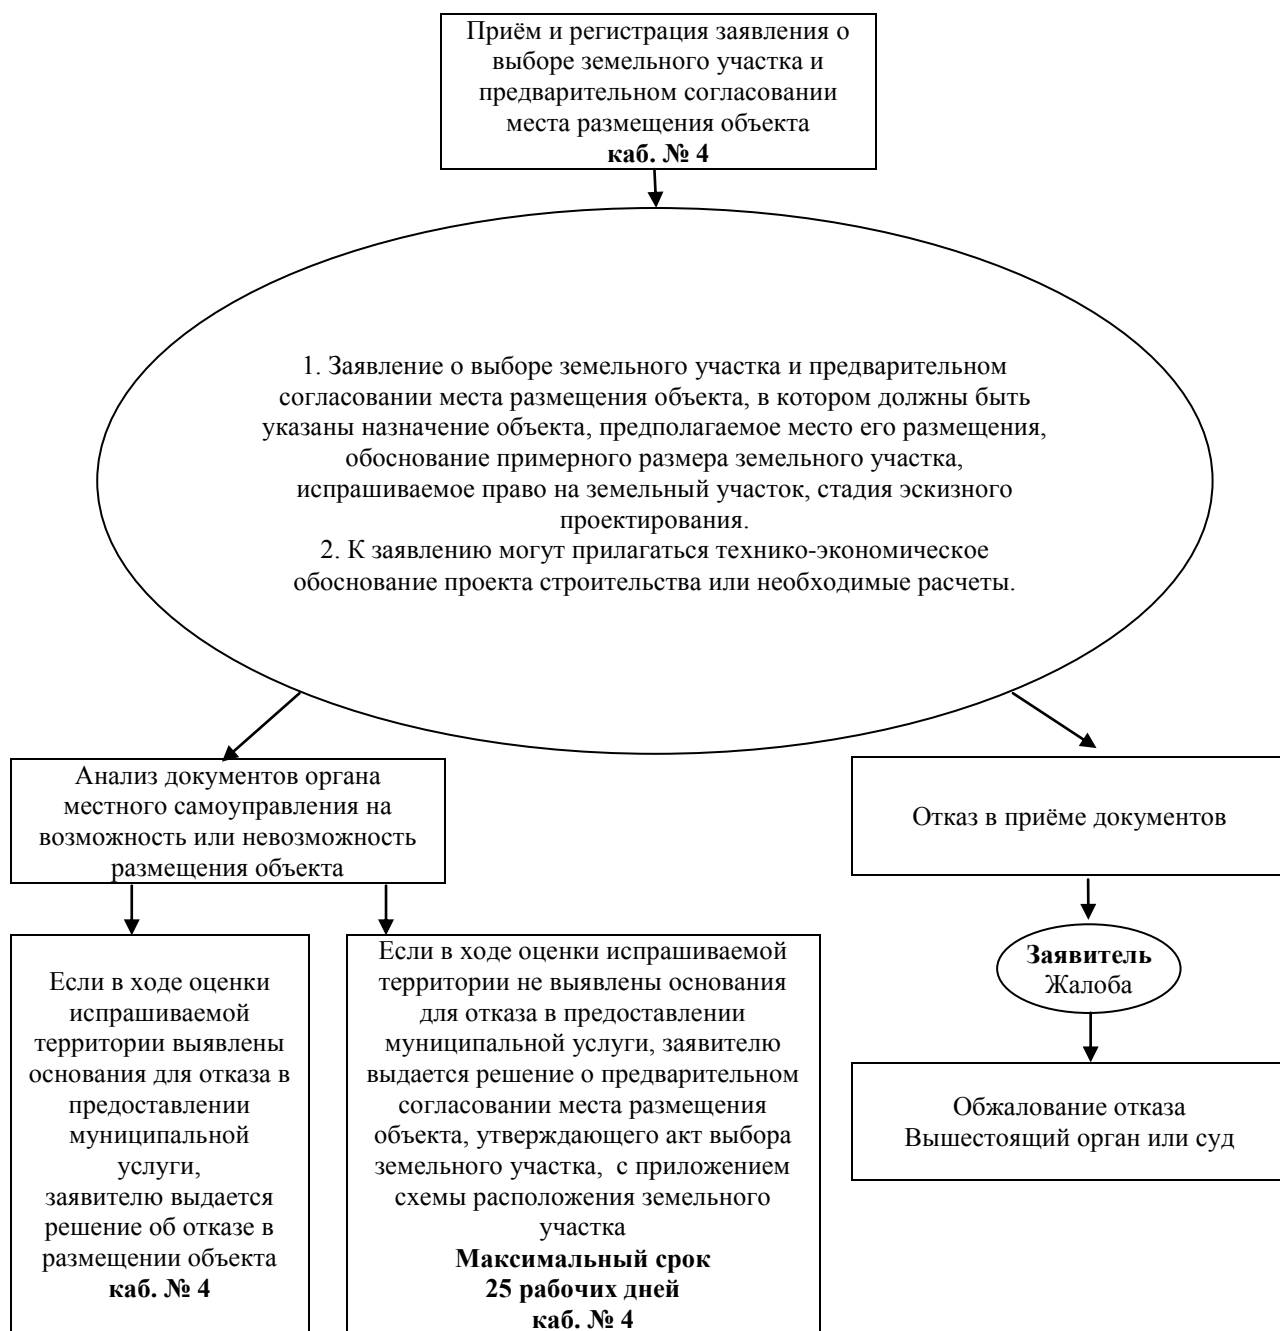 Приём и регистрация заявления о
выборе земельного участка и
предварительном согласовании
места размещения объекта
каб. № 4
1. Заявление о выборе земельного участка и предварительном
согласовании места размещения объекта, в котором должны быть
указаны назначение объекта, предполагаемое место его размещения,
обоснование примерного размера земельного участка,
испрашиваемое право на земельный участок, стадия эскизного
проектирования.
2. К заявлению могут прилагаться технико-экономическое
обоснование проекта строительства или необходимые расчеты.
Анализ документов органа
местного самоуправления на
возможность или невозможность
размещения объекта
Отказ в приёме документов
Если в ходе оценки
испрашиваемой
территории выявлены
основания для отказа в
предоставлении
муниципальной
услуги,
заявителю выдается
решение об отказе в
размещении объекта
каб. № 4
Если в ходе оценки испрашиваемой
территории не выявлены основания
для отказа в предоставлении
муниципальной услуги, заявителю
выдается решение о предварительном
согласовании места размещения
объекта, утверждающего акт выбора
земельного участка,  с приложением
схемы расположения земельного
участка
Максимальный срок
25 рабочих дней
каб. № 4
Заявитель
Жалоба
Обжалование отказа
Вышестоящий орган или суд